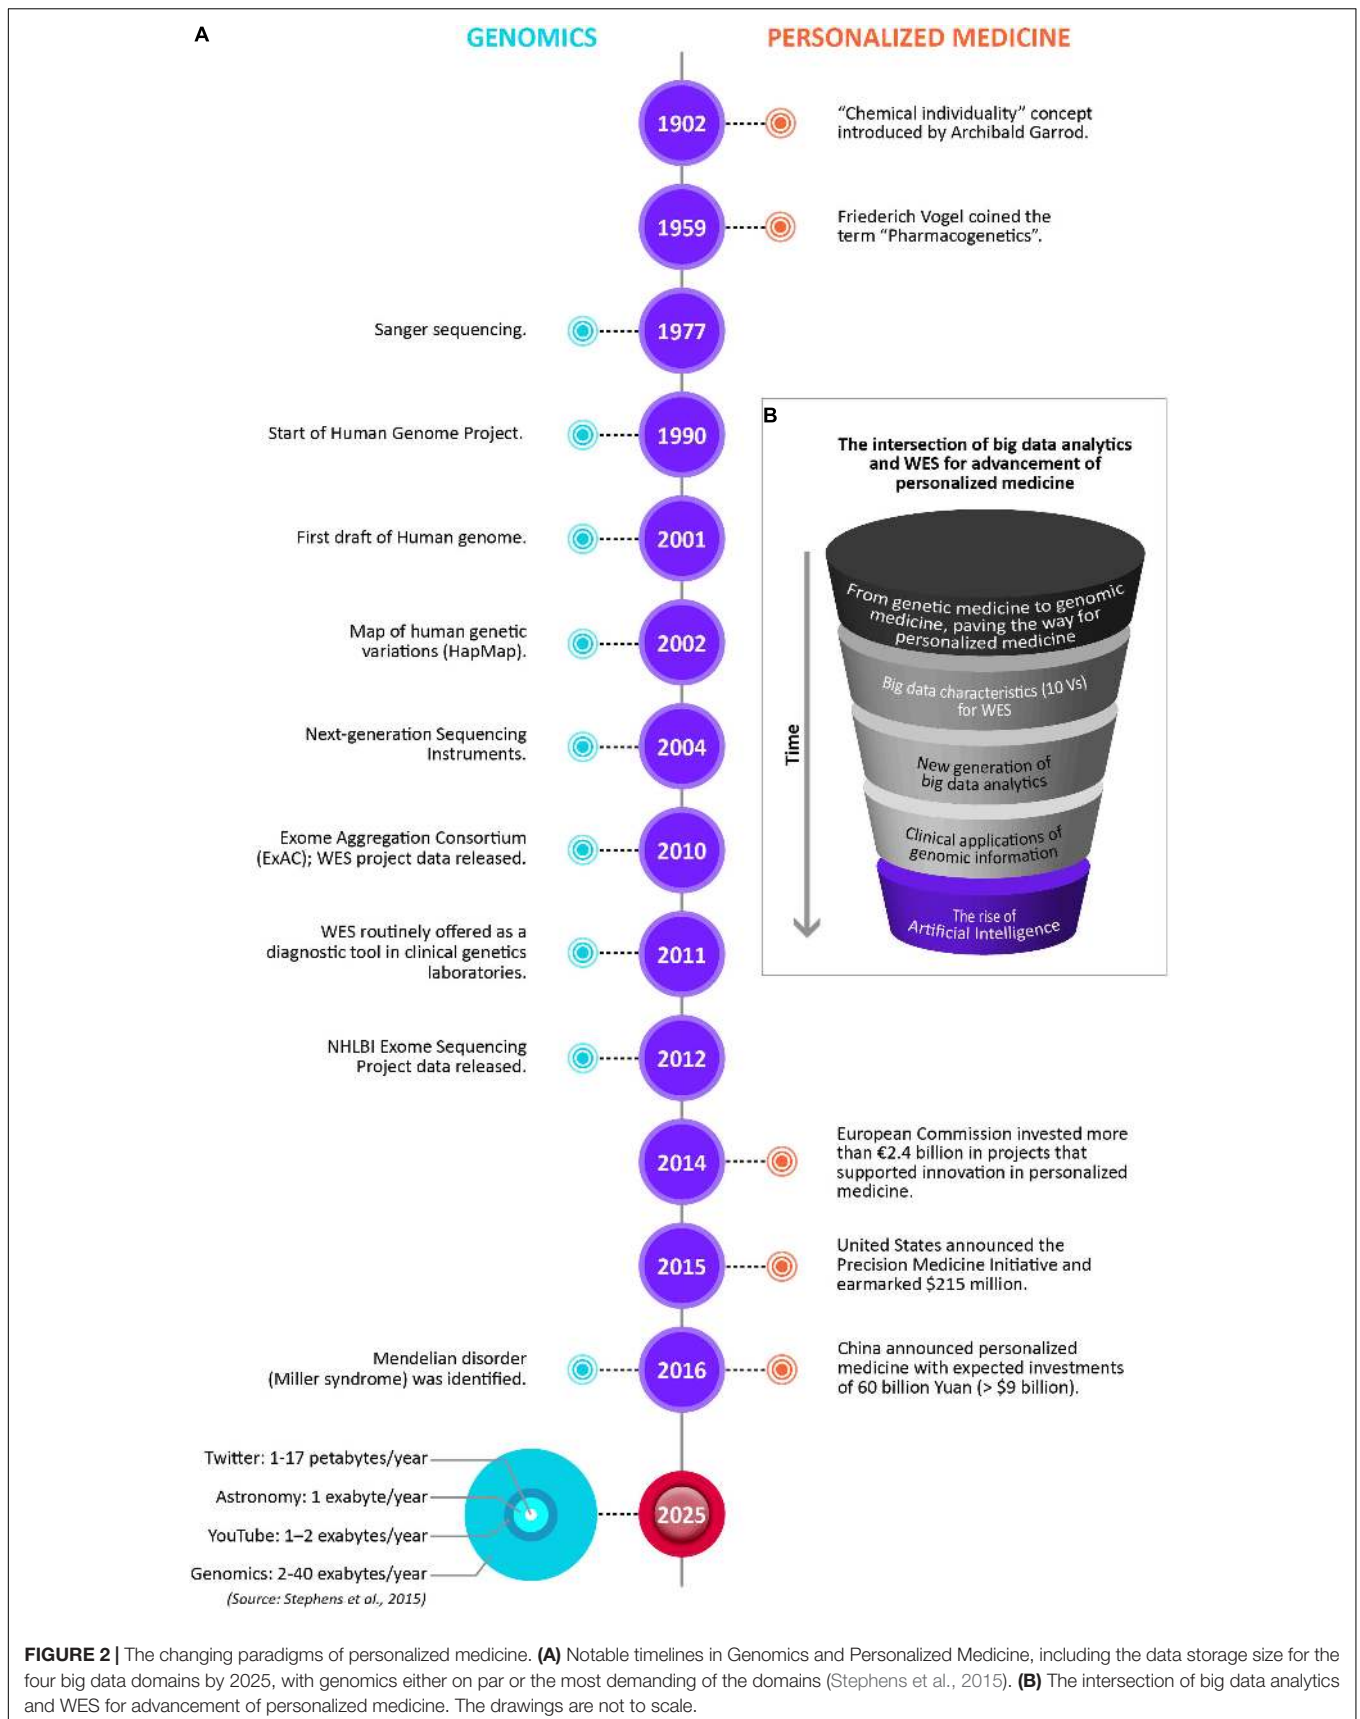 A
GENOMICS
PERSONALIZED MEDICINE
1902
“Chemical individuality” concept
introduced by Archibald Garrod.
1959
Friederich Vogel coined the
term “Pharmacogenetics”.
Sanger sequencing.
1977
Start of Human Genome Project.
1990
First draft of Human genome.
2001
Map of human genetic
variations (HapMap).
2002
Next-generation Sequencing
Instruments.
2004
Exome Aggregation Consortium
(ExAC); WES project data released.
2010
WES routinely offered as a
diagnostic tool in clinical genetics
laboratories.
2011
NHLBI Exome Sequencing
Project data released.
2012
2014
European Commission invested more
than €2.4 billion in projects that
supported innovation in personalized
medicine.
2015
United States announced the
Precision Medicine Initiative and
earmarked $215 million.
Mendelian disorder
(Miller syndrome) was identified.
2016
China announced personalized
medicine with expected investments
of 60 billion Yuan (> $9 billion).
Twitter: 1-17 petabytes/year
Astronomy: 1 exabyte/year
YouTube: 1–2 exabytes/year
Genomics: 2-40 exabytes/year
(Source: Stephens et al., 2015)
2025
B
The intersection of big data analytics
and WES for advancement of
personalized medicine
Time
From genetic medicine to genomic
medicine, paving the way for
personalized medicine
Big data characteristics (10 Vs)
for WES
New generation of
big data analytics
Clinical applications of
genomic information
The rise of
Artificial Intelligence
FIGURE 2 | The changing paradigms of personalized medicine. (A) Notable timelines in Genomics and Personalized Medicine, including the data storage size for the
four big data domains by 2025, with genomics either on par or the most demanding of the domains (Stephens et al., 2015). (B) The intersection of big data analytics
and WES for advancement of personalized medicine. The drawings are not to scale.